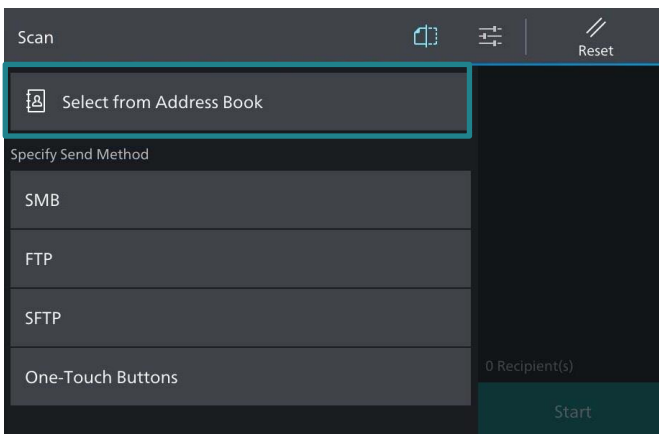 Scan
Reset
Select from Address Book
Specify Send Method
SMB
FTP
SFTP
One-Touch Buttons
0 Recipient(s)
Start